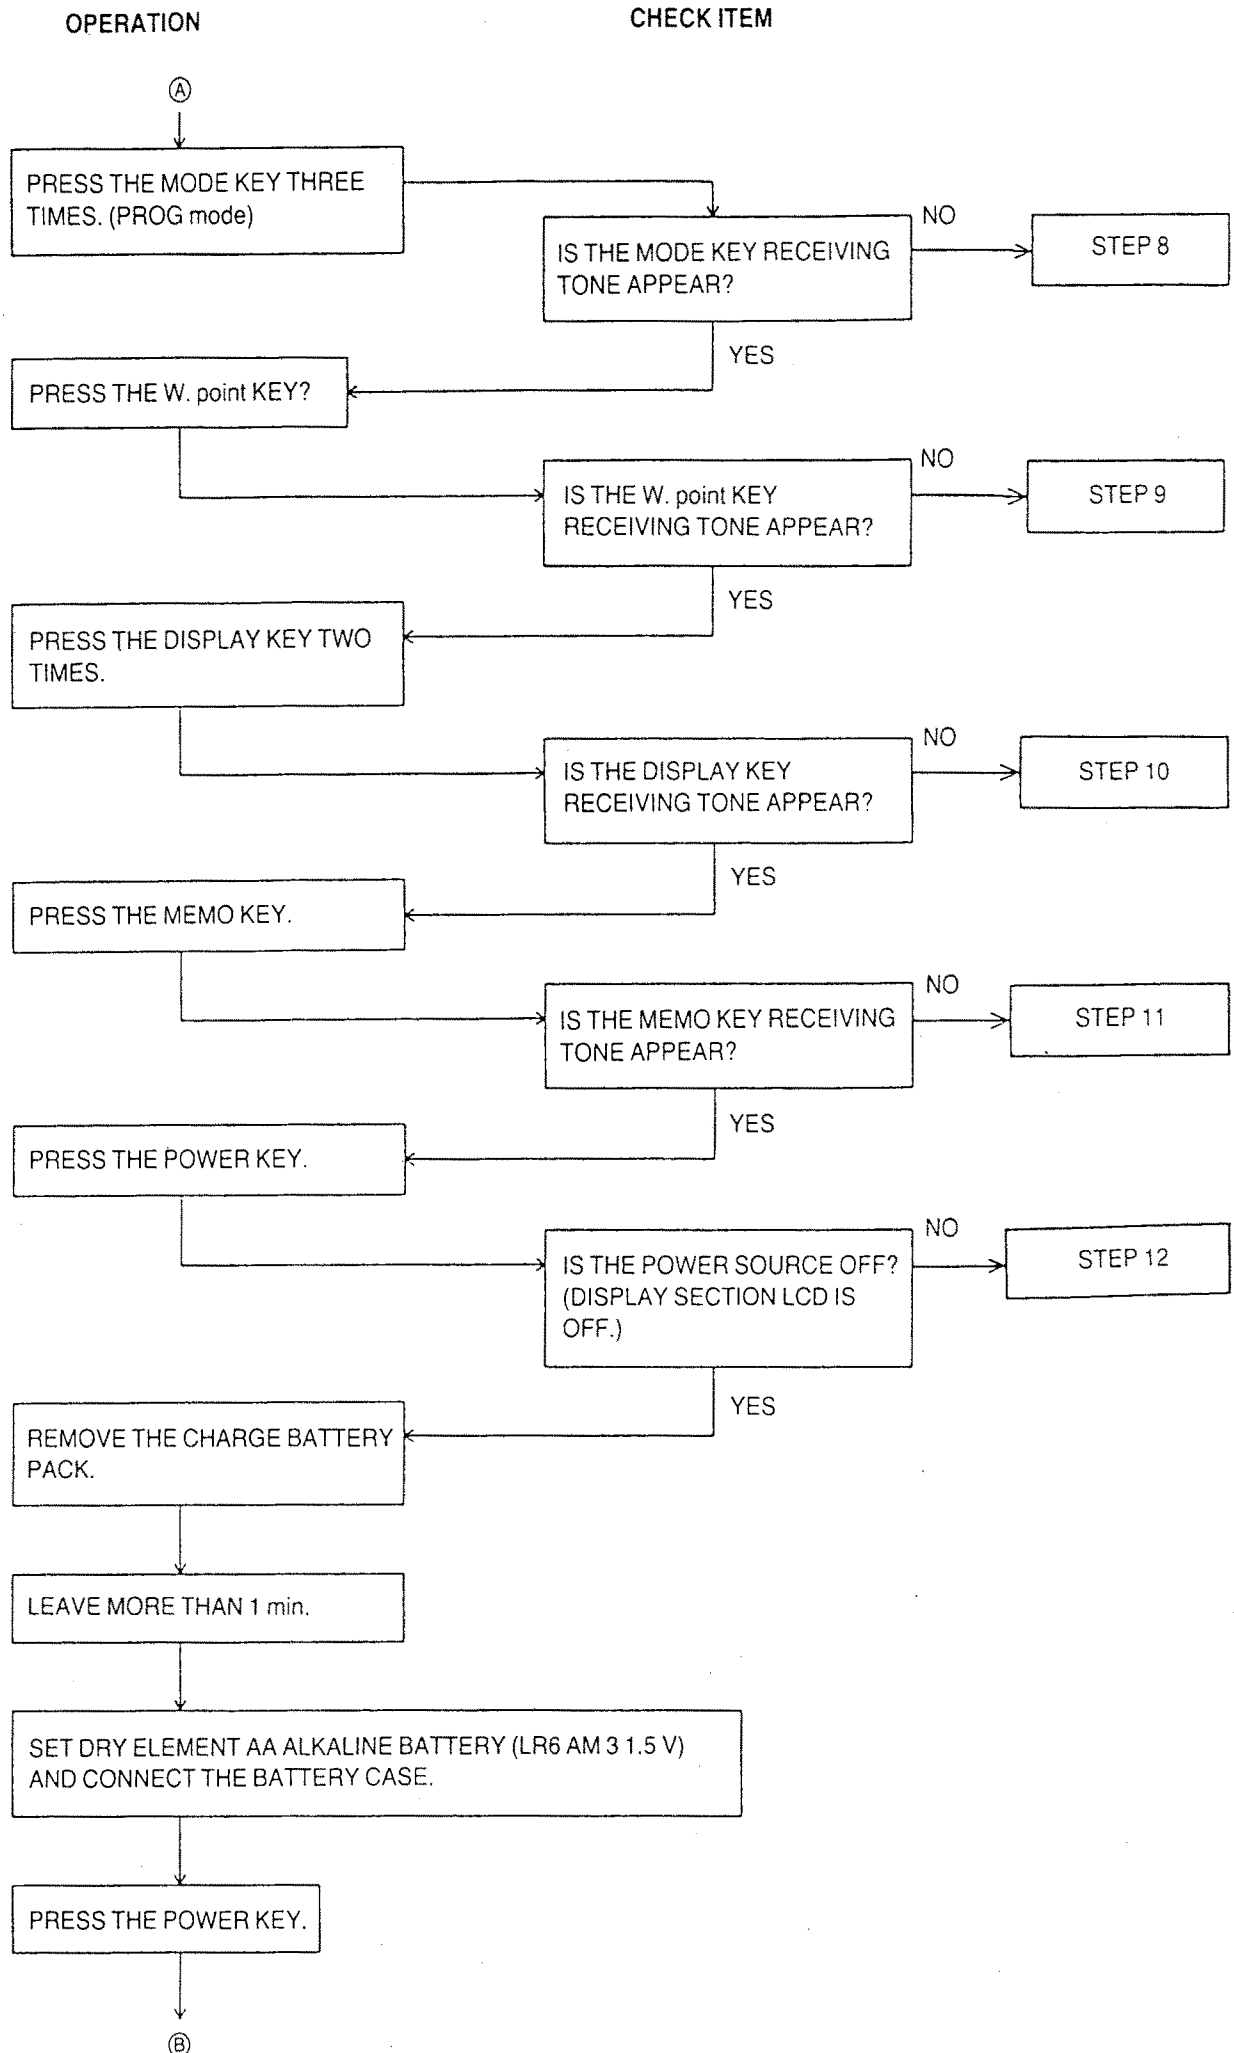 OPERATION
CHECK ITEM
Ⓐ
PRESS THE MODE KEY THREE
TIMES. (PROG mode)
IS THE MODE KEY RECEIVING
TONE APPEAR?
NO
STEP 8
YES
PRESS THE W. point KEY?
IS THE W. point KEY
RECEIVING TONE APPEAR?
NO
STEP 9
YES
PRESS THE DISPLAY KEY TWO
TIMES.
IS THE DISPLAY KEY
RECEIVING TONE APPEAR?
NO
STEP 10
YES
PRESS THE MEMO KEY.
IS THE MEMO KEY RECEIVING
TONE APPEAR?
NO
STEP 11
YES
PRESS THE POWER KEY.
IS THE POWER SOURCE OFF?
(DISPLAY SECTION LCD IS
OFF.)
NO
STEP 12
YES
REMOVE THE CHARGE BATTERY
PACK.
LEAVE MORE THAN 1 min.
SET DRY ELEMENT AA ALKALINE BATTERY (LR6 AM 3 1.5 V)
AND CONNECT THE BATTERY CASE.
PRESS THE POWER KEY.
Ⓑ